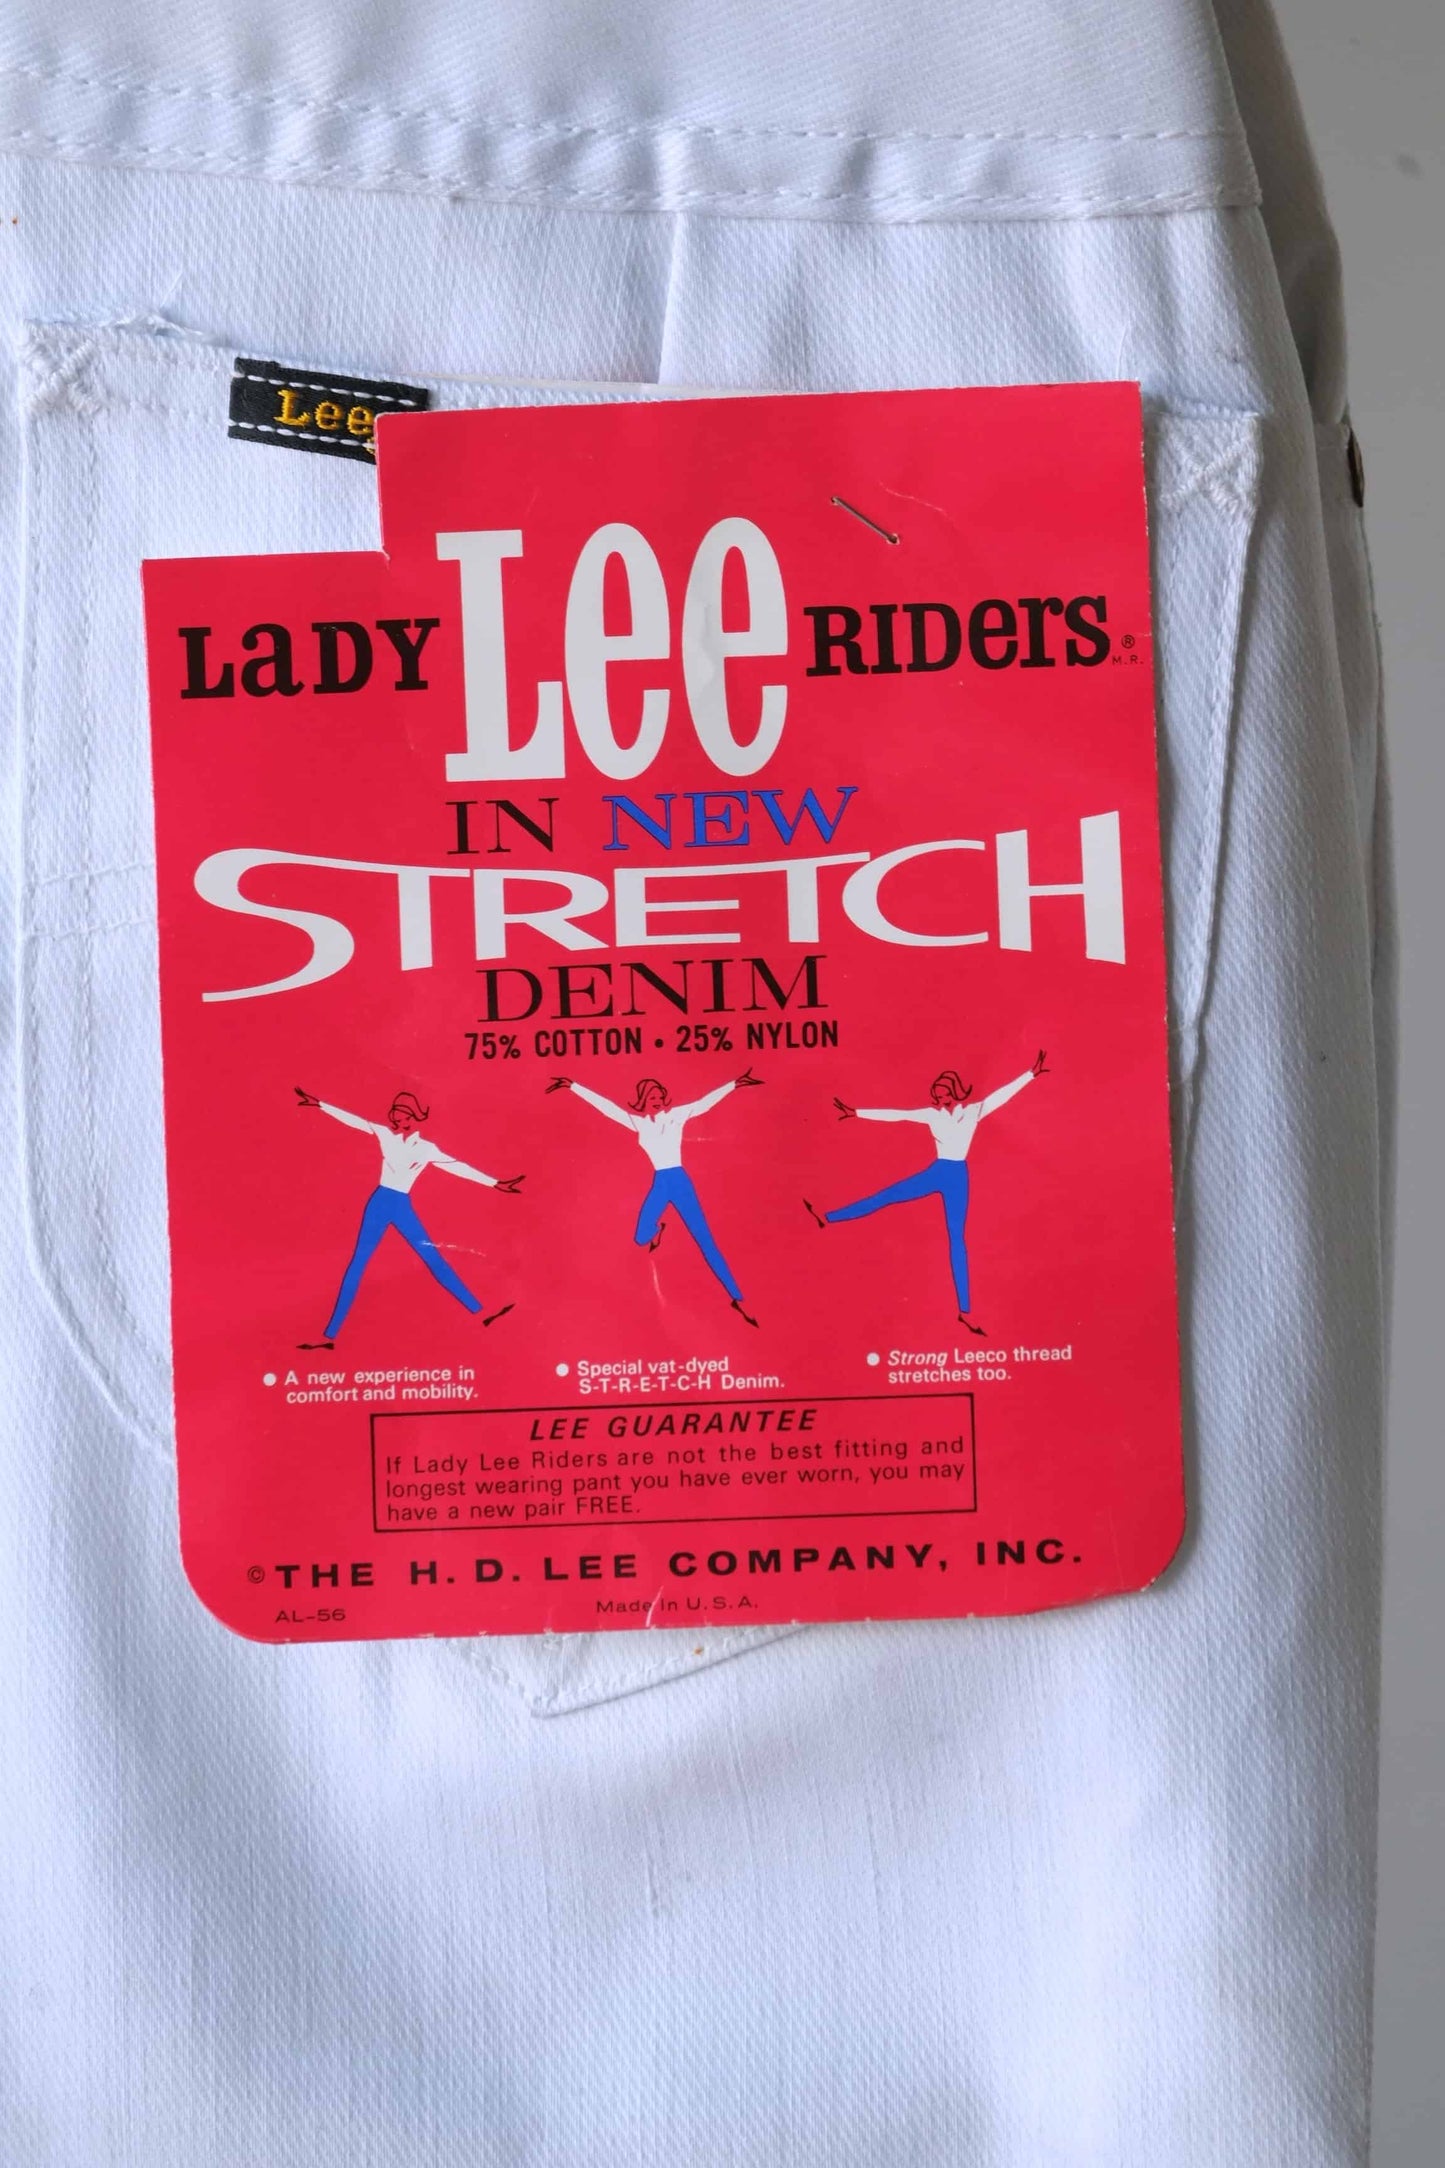 Lee
LaDY Lee RIDerS ®
M.R.
IN NEW
STRETCH
DENIM
75% COTTON • 25% NYLON
• A new experience in
comfort and mobility.
• Special vat-dyed
S-T-R-E-T-C-H Denim.
• Strong Leeco thread
stretches too.
LEE GUARANTEE
If Lady Lee Riders are not the best fitting and
longest wearing pant you have ever worn, you may
have a new pair FREE.
© THE H. D. LEE COMPANY, INC.
AL-56
Made In U.S.A.